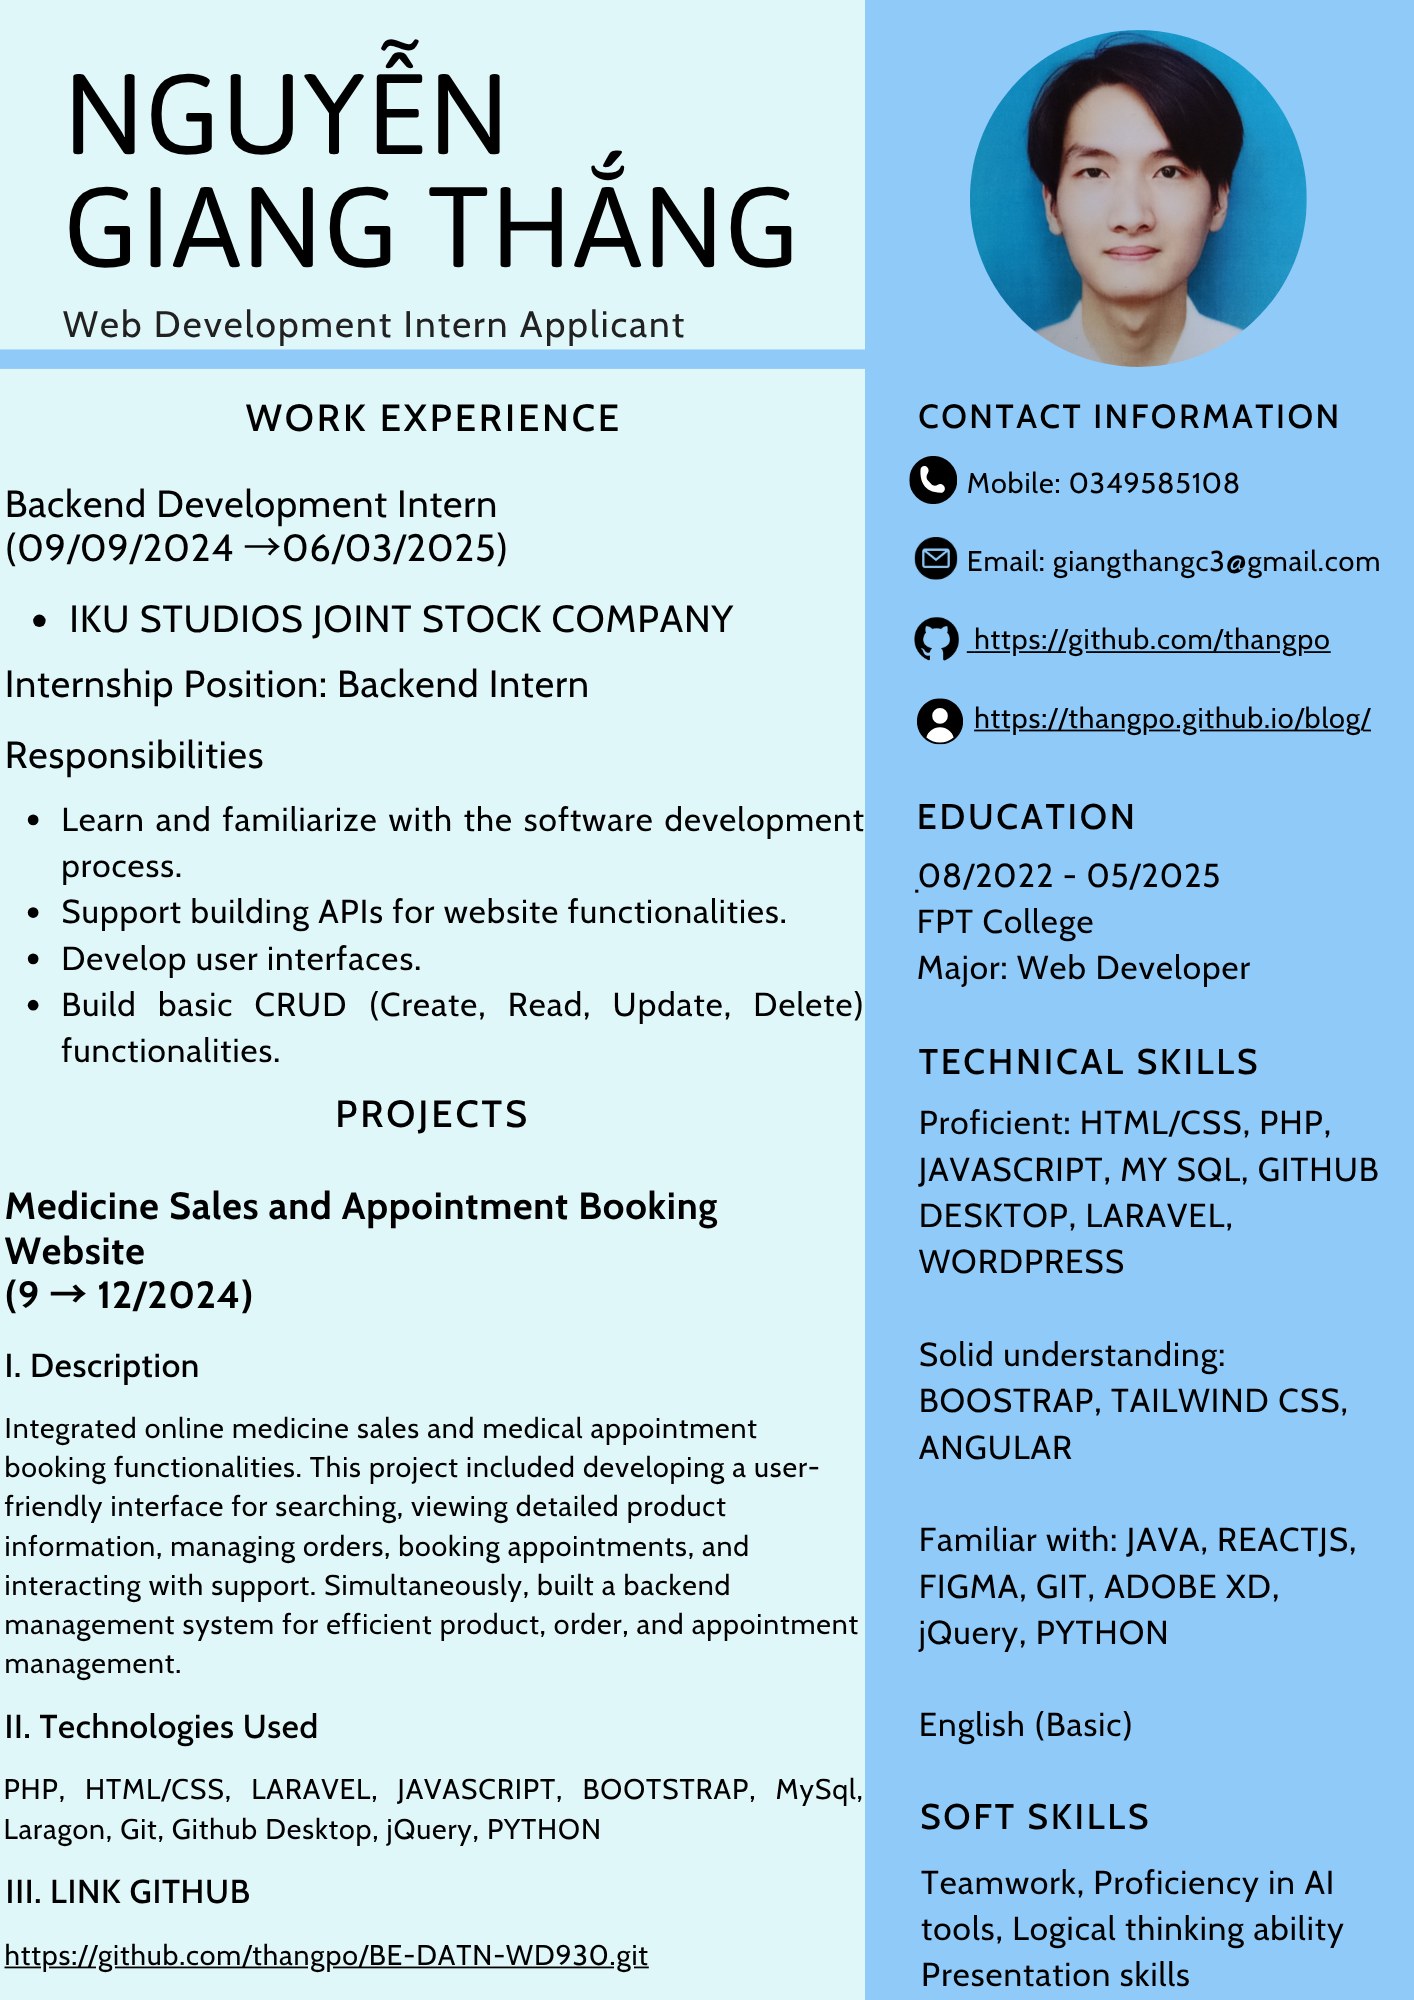 NGUYỄN
GIANG THẮNG
Web Development Intern Applicant
WORK EXPERIENCE
Backend Development Intern
(09/09/2024 →06/03/2025)
• IKU STUDIOS JOINT STOCK COMPANY
Internship Position: Backend Intern
Responsibilities
• Learn and familiarize with the software development
process.
• Support building APIs for website functionalities.
• Develop user interfaces.
• Build basic CRUD (Create, Read, Update, Delete)
functionalities.
PROJECTS
Medicine Sales and Appointment Booking
Website
(9 → 12/2024)
I. Description
Integrated online medicine sales and medical appointment
booking functionalities. This project included developing a user-
friendly interface for searching, viewing detailed product
information, managing orders, booking appointments, and
interacting with support. Simultaneously, built a backend
management system for efficient product, order, and appointment
management.
II. Technologies Used
PHP, HTML/CSS, LARAVEL, JAVASCRIPT, BOOTSTRAP, MySql,
Laragon, Git, Github Desktop, jQuery, PYTHON
III. LINK GITHUB
https://github.com/thangpo/BE-DATN-WD930.git
CONTACT INFORMATION
Mobile: 0349585108
Email: giangthangc3@gmail.com
https://github.com/thangpo
https://thangpo.github.io/blog/
EDUCATION
08/2022 - 05/2025
FPT College
Major: Web Developer
TECHNICAL SKILLS
Proficient: HTML/CSS, PHP,
JAVASCRIPT, MY SQL, GITHUB
DESKTOP, LARAVEL,
WORDPRESS
Solid understanding:
BOOSTRAP, TAILWIND CSS,
ANGULAR
Familiar with: JAVA, REACTJS,
FIGMA, GIT, ADOBE XD,
jQuery, PYTHON
English (Basic)
SOFT SKILLS
Teamwork, Proficiency in AI
tools, Logical thinking ability
Presentation skills